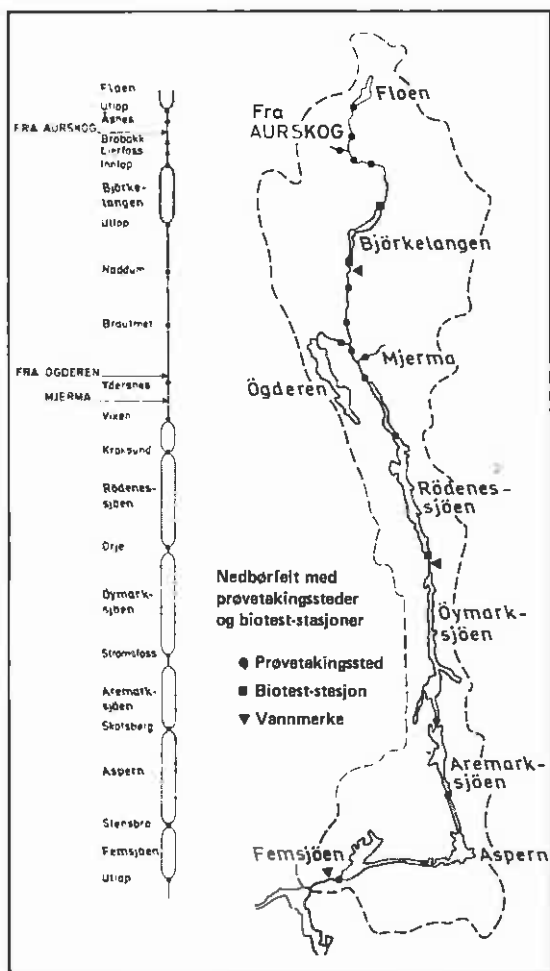 Floen
Utløp
Åsnes
FRA AURSKOG
Brobakk
Lierfoss
Innløp
Björke-
langen
Utløp
Naddum
Brautmet
FRA ÖGDEREN
Ydersnes
MJERMA
Vixen
Kroksund
Rödenes-
sjöen
Ørje
Öymark-
sjöen
Strømsfoss
Aremark-
sjöen
Skotsberg
Aspern
Stensbro
Femsjöen
Utløp
Floen
Fra
AURSKOG
Björkelangen
Mjerma
Ögderen
Rödenes-
sjöen
Nedbørfelt med
prøvetakingssteder
og biotest-stasjoner
Prøvetakingssted
Biotest-stasjon
Vannmerke
Öymark-
sjöen
Aremark-
sjöen
Aspern
Femsjöen